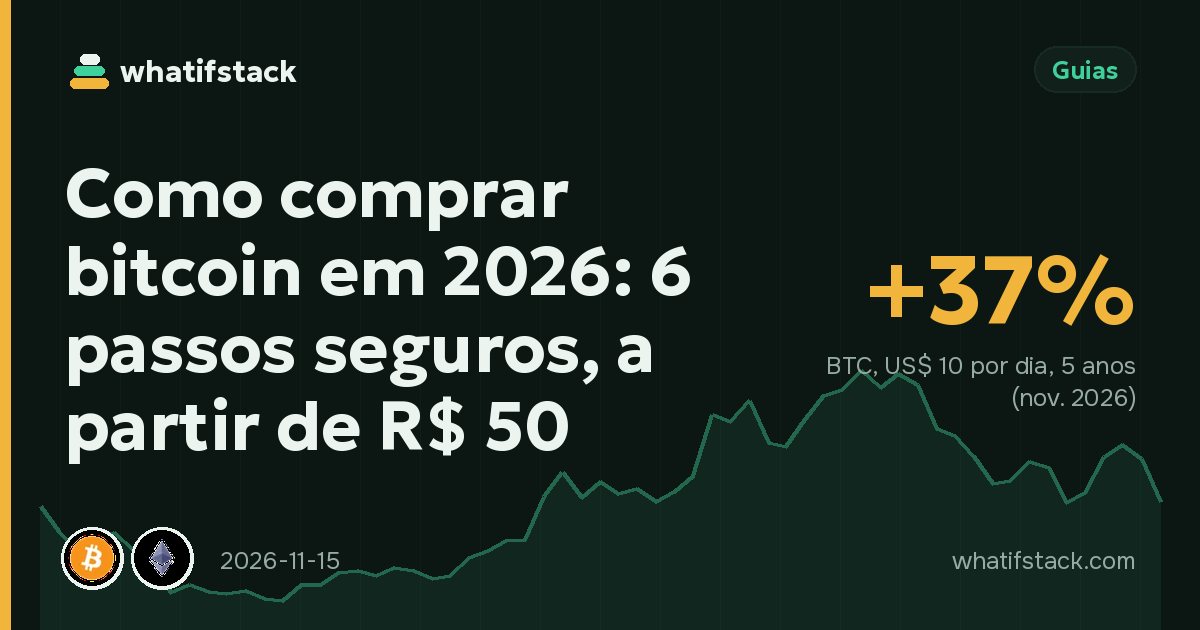 whatifstack
Guias
Como comprar
bitcoin em 2026: 6
passos seguros, a
partir de R$ 50
+37%
BTC, US$ 10 por dia, 5 anos
(nov. 2026)
2026-11-15
whatifstack.com